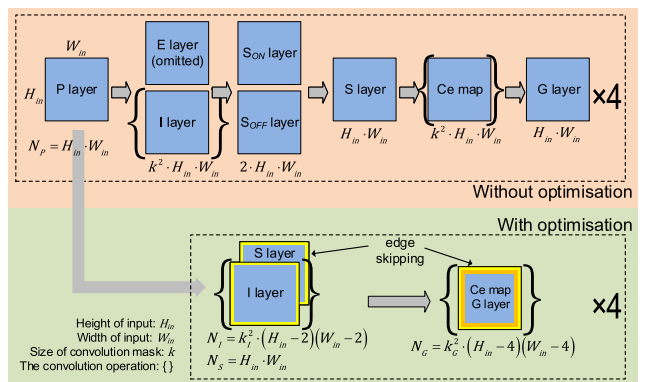 W_in
H_in
P layer
N_P = H_in · W_in
E layer
(omitted)
I layer
k² · H_in · W_in
S_ON layer
S_OFF layer
2 · H_in · W_in
S layer
H_in · W_in
Ce map
k² · H_in · W_in
G layer
H_in · W_in
×4
Without optimisation
With optimisation
edge
skipping
S layer
I layer
N_I = k_I² · (H_in − 2)(W_in − 2)
N_S = H_in · W_in
Ce map
G layer
N_G = k_G² · (H_in − 4)(W_in − 4)
×4
Height of input: H_in
Width of input: W_in
Size of convolution mask: k
The convolution operation: { }